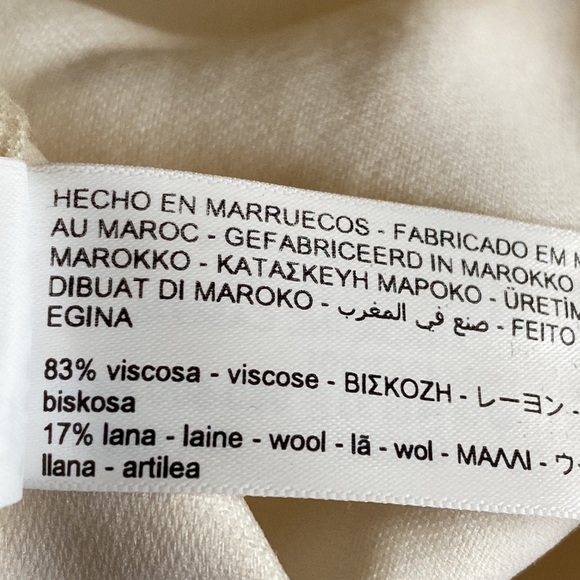 HECHO EN MARRUECOS - FABRICADO EM
AU MAROC - GEFABRICEERD IN MAROKKO
MAROKKO - ΚΑΤΑΣΚΕΥΗ ΜΑΡΟΚΟ - ÜRETİM
DIBUAT DI MAROKO - صنع في المغرب - FEITO
EGINA
83% viscosa - viscose - ΒΙΣΚΟΖΗ - レーヨン -
biskosa
17% lana - laine - wool - lã - wol - ΜΑΛΛΙ - ウ
llana - artilea